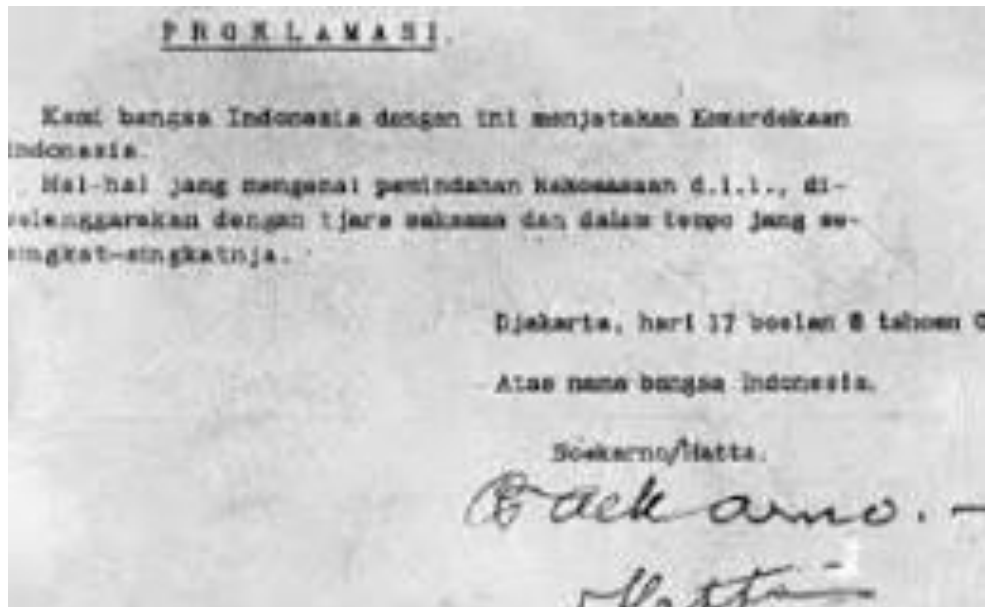 PROKLAMASI.
Kami bangsa Indonesia dengan ini menjatakan Kemerdekaan
Indonesia.
Hal-hal jang mengenai pemindahan kekoeasaan d.l.l., di-
selenggarakan dengan tjara saksama dan dalam tempo jang se-
singkat-singkatnja.
Djakarta, hari 17 boelan 8 tahoen 0
Atas nama bangsa Indonesia.
Soekarno/Hatta.
Soekarno.
Hatta